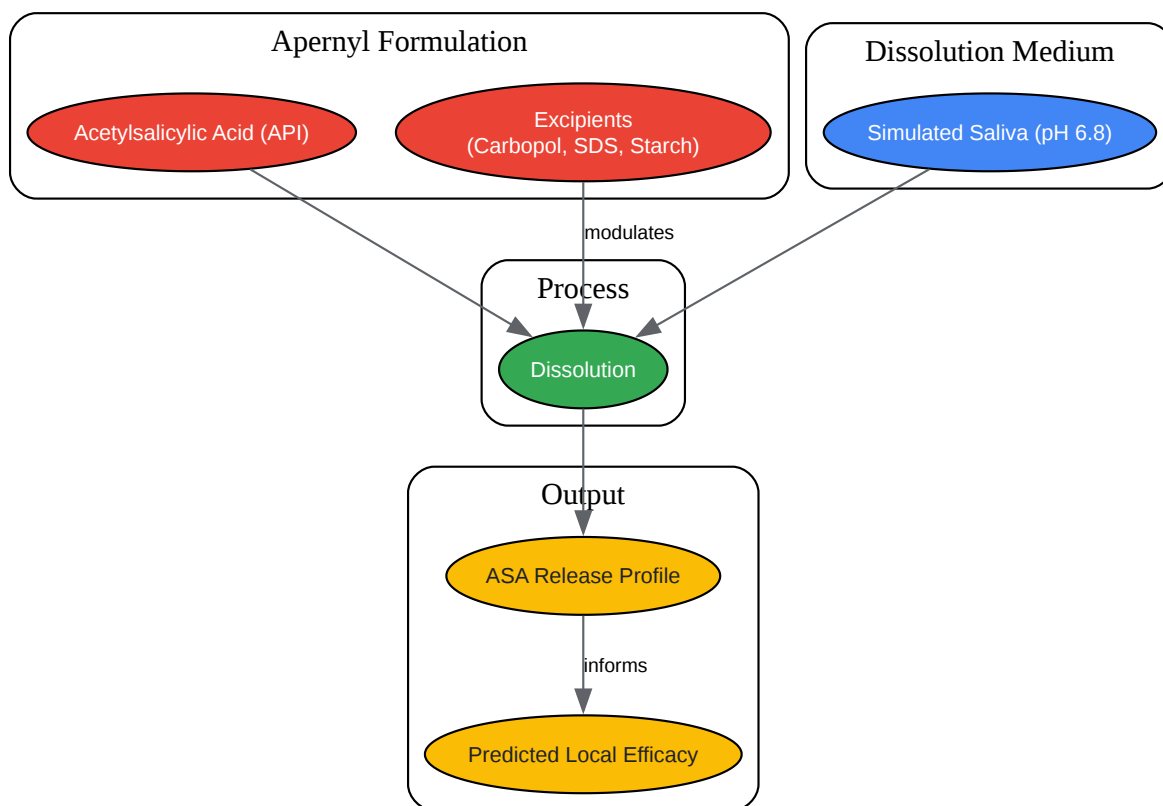 Apernyl Formulation
Dissolution Medium
Acetylsalicylic Acid (API)
Excipients
(Carbopol, SDS, Starch)
Simulated Saliva (pH 6.8)
modulates
Process
Dissolution
Output
ASA Release Profile
informs
Predicted Local Efficacy